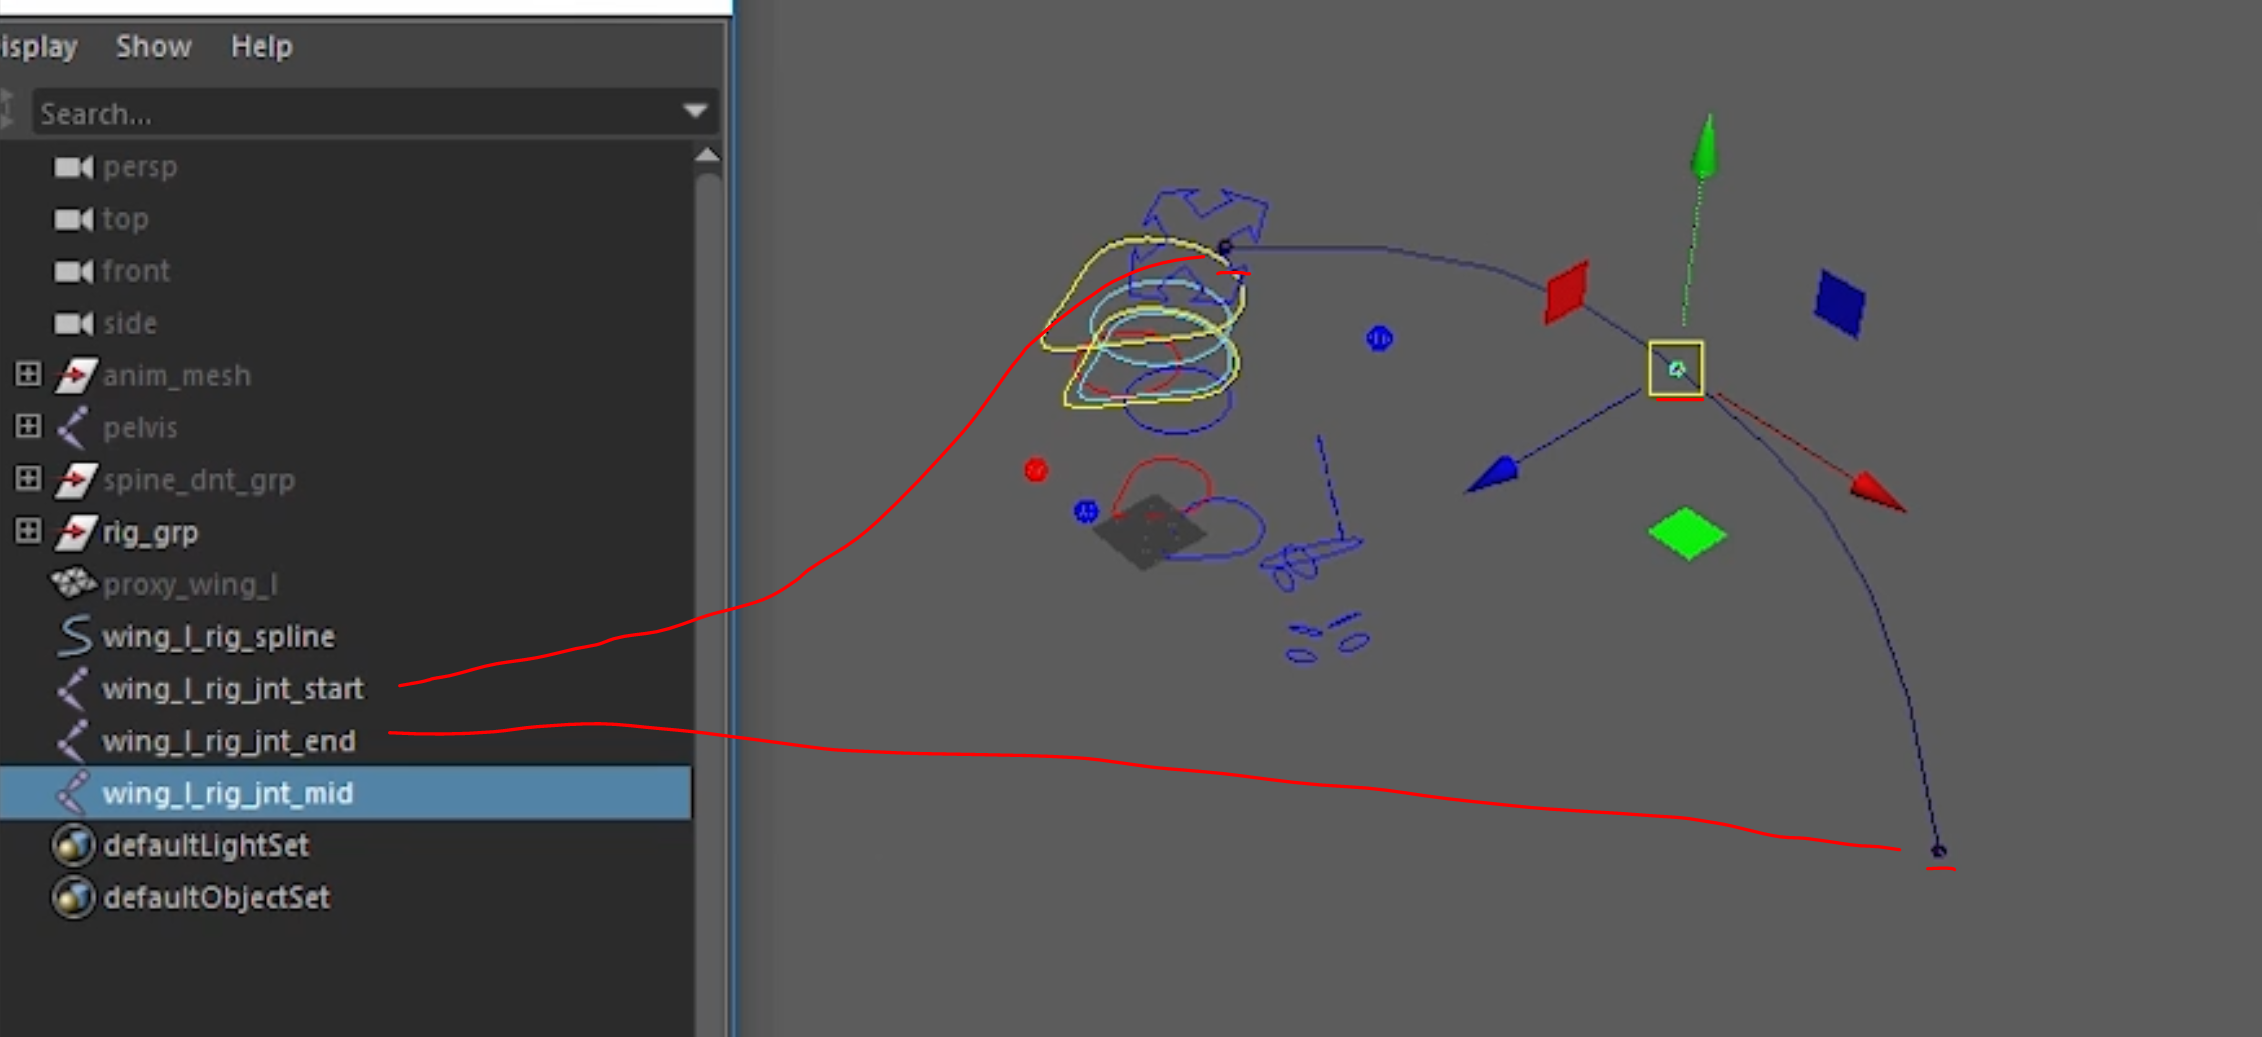 isplay Show Help
Search...
persp
top
front
side
anim_mesh
pelvis
spine_dnt_grp
rig_grp
proxy_wing_l
wing_l_rig_spline
wing_l_rig_jnt_start
wing_l_rig_jnt_end
wing_l_rig_jnt_mid
defaultLightSet
defaultObjectSet